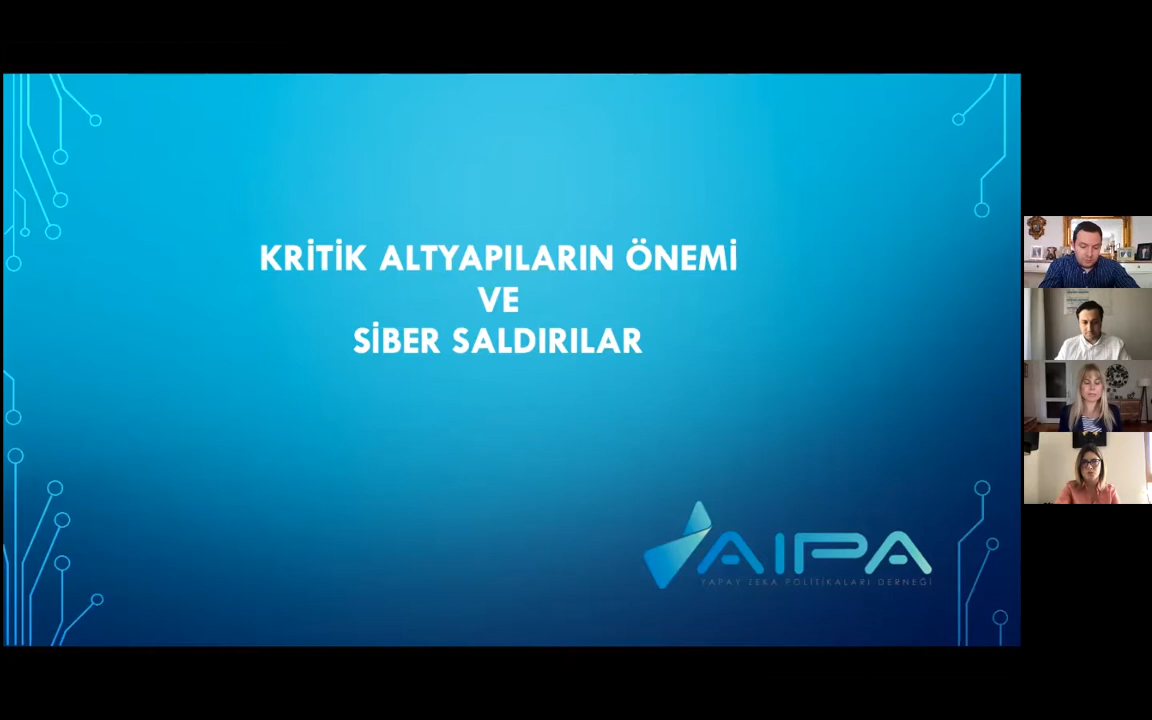 KRİTİK ALTYAPILARIN ÖNEMİ
VE
SİBER SALDIRILAR
AIPA
YAPAY ZEKA POLİTİKALARI DERNEĞİ